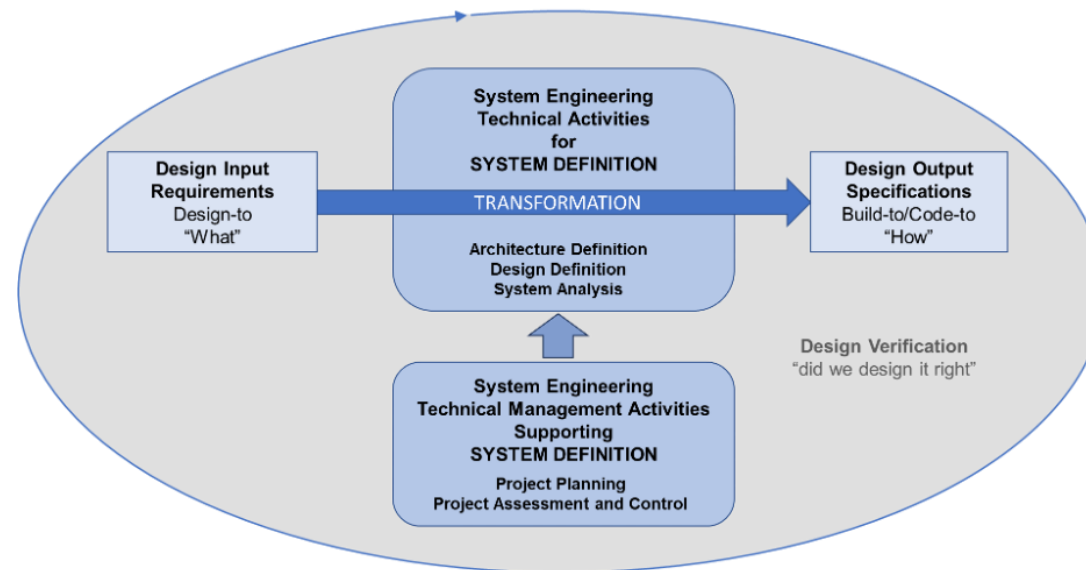 System Engineering
Technical Activities
for
SYSTEM DEFINITION
Design Input
Requirements
Design-to
“What”
TRANSFORMATION
Design Output
Specifications
Build-to/Code-to
“How”
Architecture Definition
Design Definition
System Analysis
Design Verification
“did we design it right”
System Engineering
Technical Management Activities
Supporting
SYSTEM DEFINITION
Project Planning
Project Assessment and Control